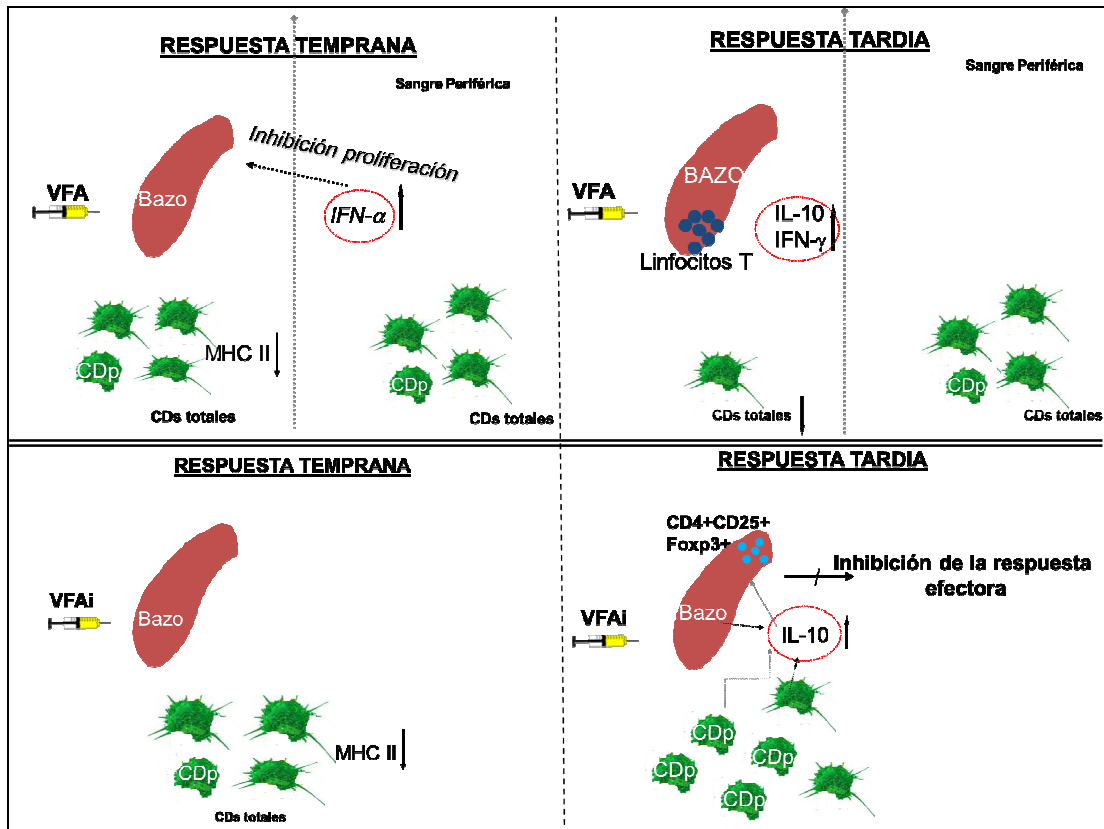 RESPUESTA TEMPRANA
Sangre Periférica
Inhibición proliferación
VFA
Bazo
IFN-α
MHC II
CDp
CDp
CDs totales
CDs totales
RESPUESTA TARDIA
Sangre Periférica
BAZO
VFA
IL-10
IFN-γ
Linfocitos T
CDp
CDs totales
CDs totales
RESPUESTA TEMPRANA
VFAi
Bazo
MHC II
CDp
CDs totales
RESPUESTA TARDIA
CD4+CD25+
Foxp3+
Inhibición de la respuesta
efectora
VFAi
Bazo
IL-10
CDp
CDp
CDp
CDp